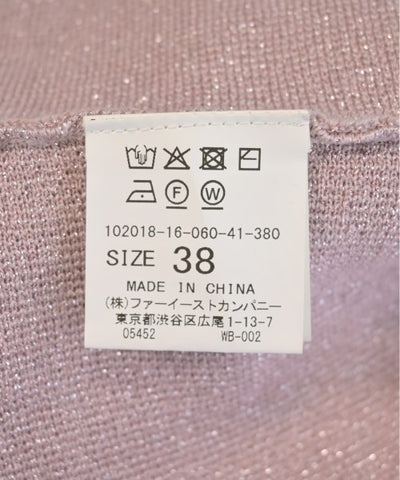 F W
102018-16-060-41-380
SIZE 38
MADE IN CHINA
(株)ファーイーストカンパニー
東京都渋谷区広尾1-13-7
05452 WB-002